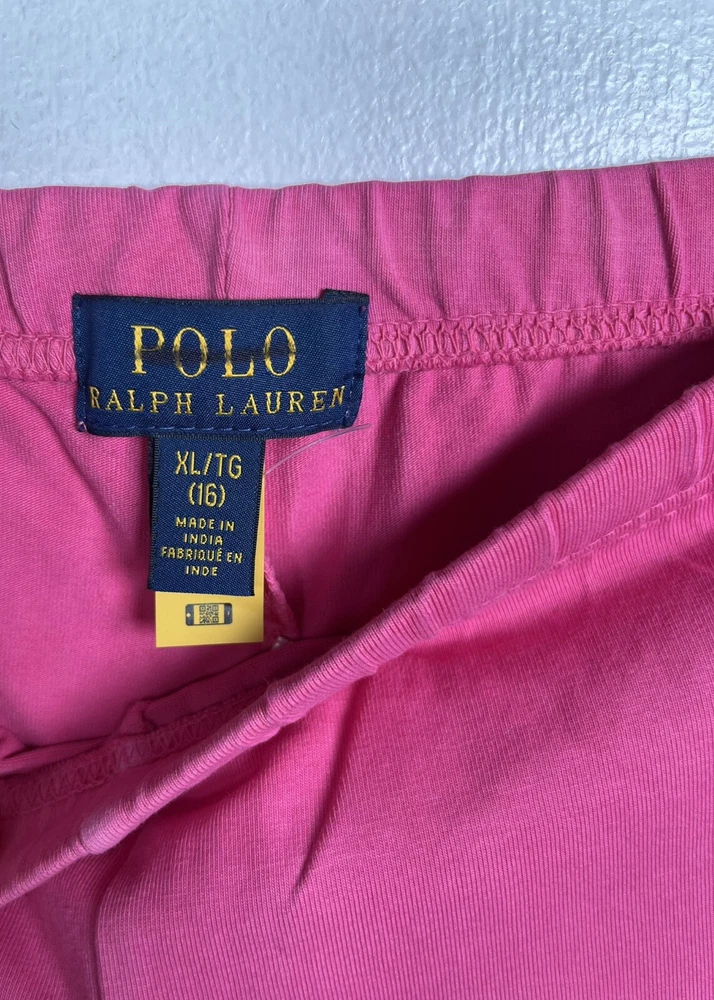 POLO
RALPH LAUREN
XL/TG
(16)
MADE IN
INDIA
FABRIQUÉ EN
INDE